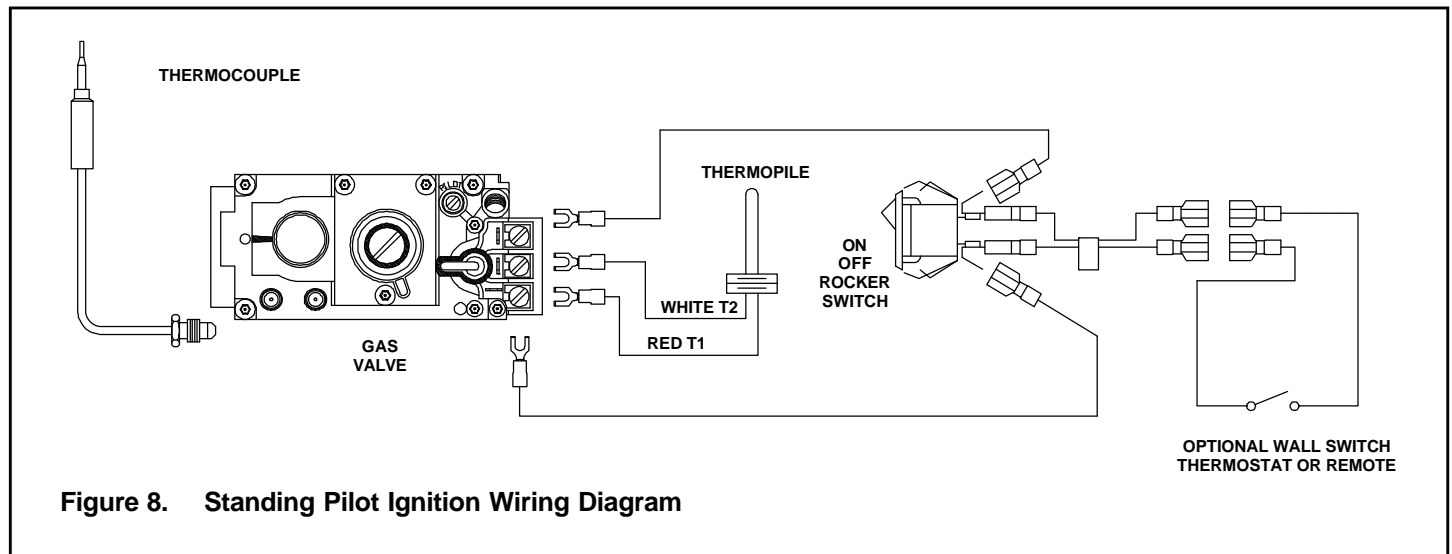 THERMOCOUPLE
PILOT
THERMOPILE
ON
OFF
ROCKER
SWITCH
WHITE T2
RED T1
GAS
VALVE
OPTIONAL WALL SWITCH
THERMOSTAT OR REMOTE
Figure 8. Standing Pilot Ignition Wiring Diagram